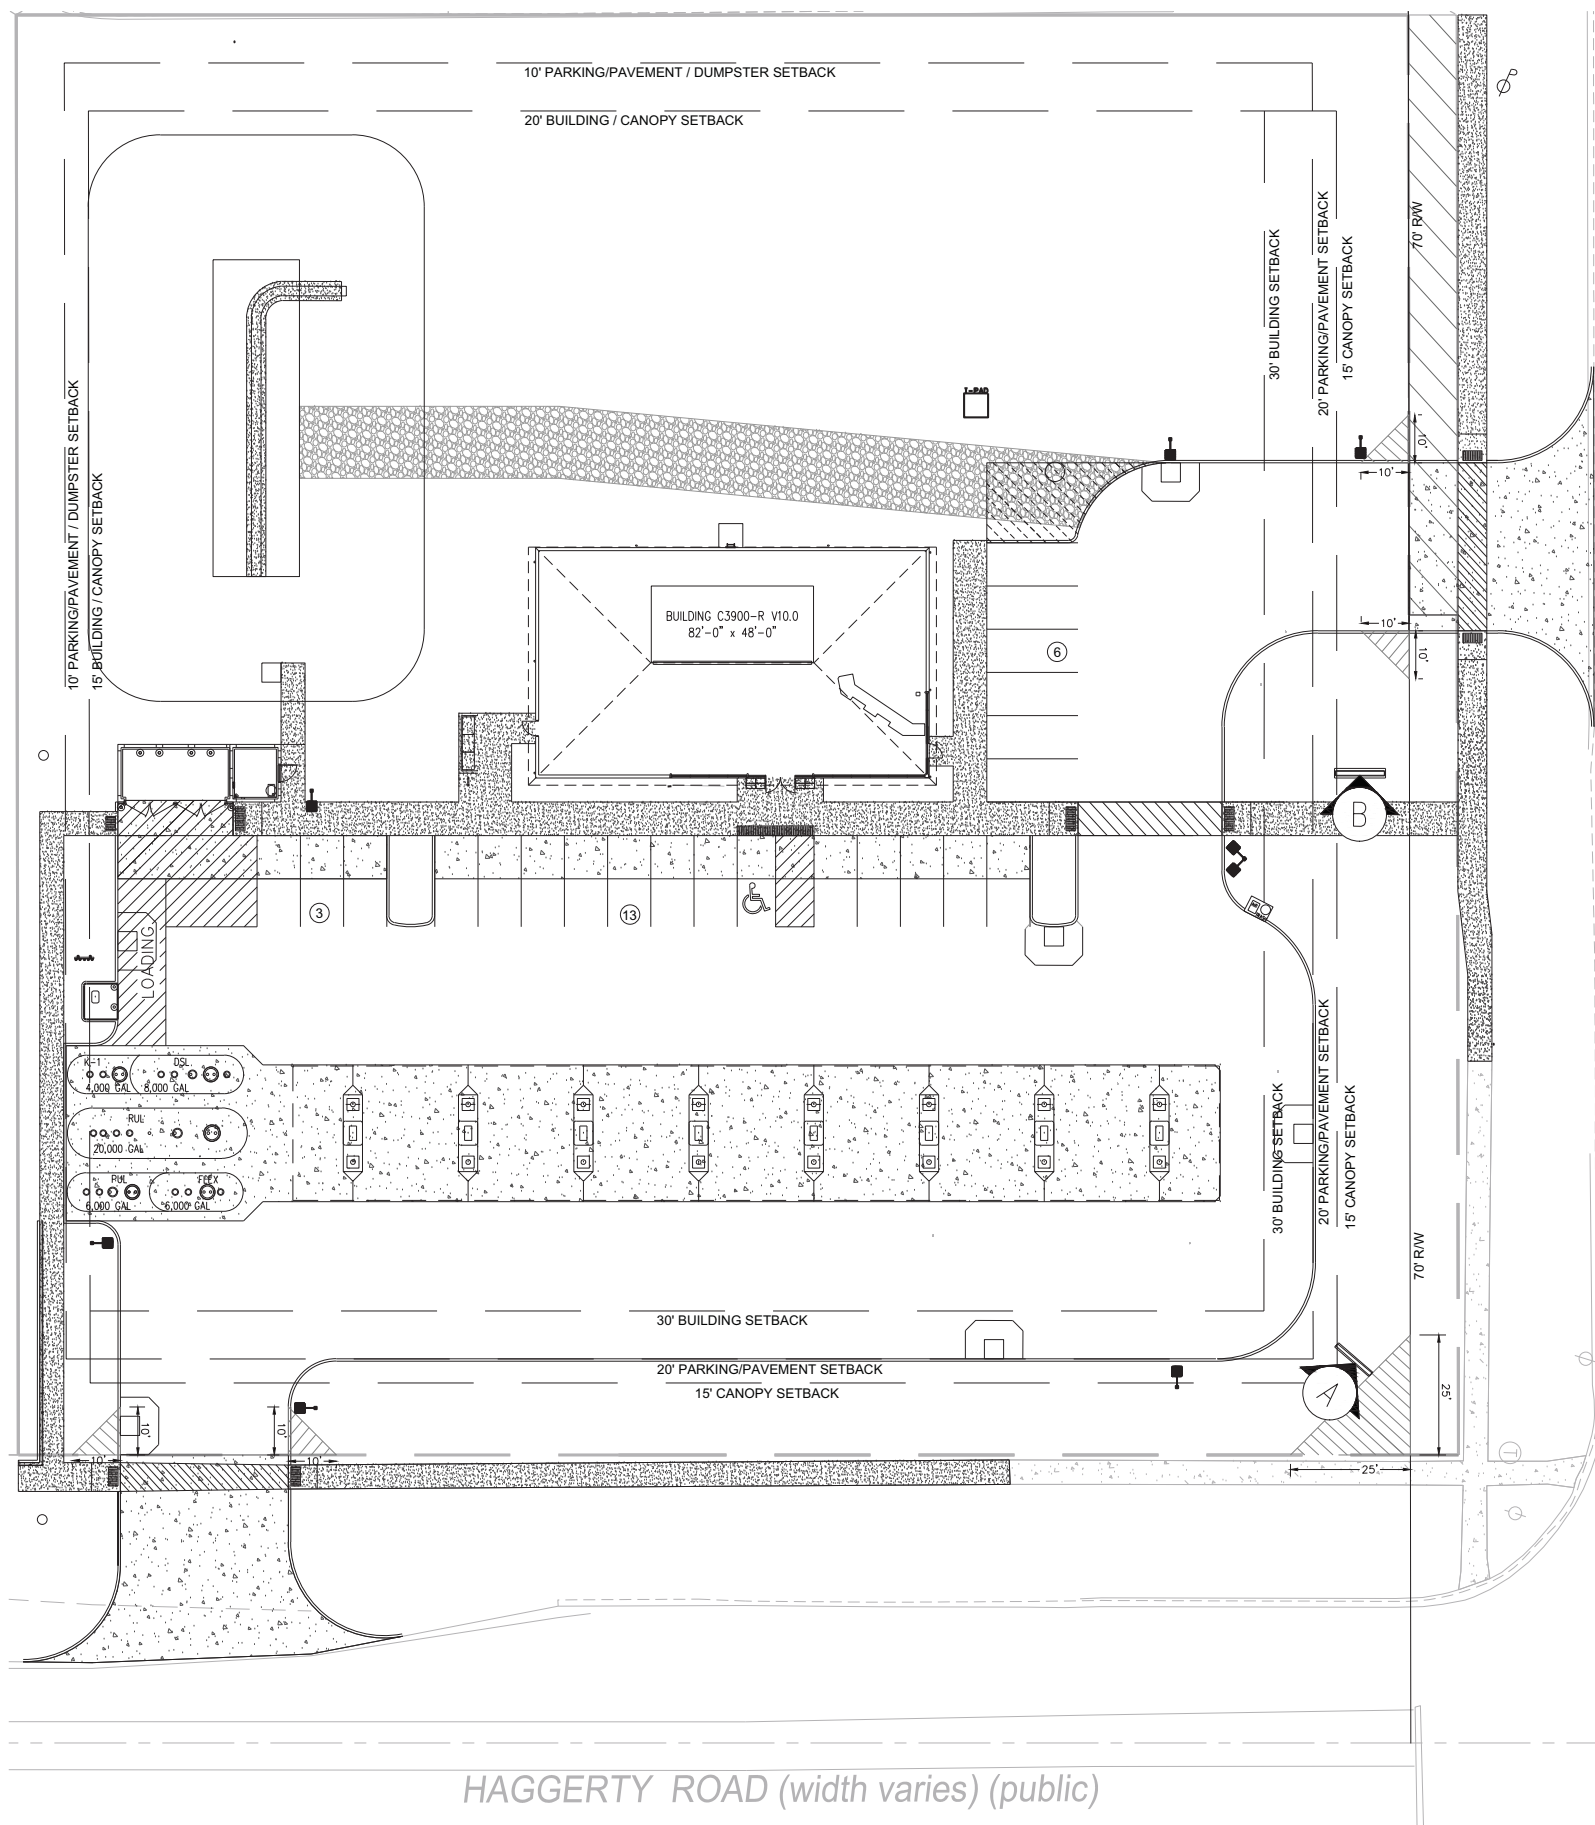 10' PARKING/PAVEMENT / DUMPSTER SETBACK
20' BUILDING / CANOPY SETBACK
70' R/W
20' PARKING/PAVEMENT SETBACK
15' CANOPY SETBACK
30' BUILDING SETBACK
10' PARKING/PAVEMENT / DUMPSTER SETBACK
15' BUILDING / CANOPY SETBACK
T-PAD
10'
10'
BUILDING C3900-R V10.0
82'-0" x 48'-0"
6
10'
10'
B
3
13
LOADING
K-1
4,000 GAL
DSL
8,000 GAL
RUL
20,000 GAL
RUL
6,000 GAL
FLEX
6,000 GAL
30' BUILDING SETBACK
20' PARKING/PAVEMENT SETBACK
15' CANOPY SETBACK
70' R/W
30' BUILDING SETBACK
20' PARKING/PAVEMENT SETBACK
15' CANOPY SETBACK
A
25'
25'
10'
10'
10'
10'
T
HAGGERTY ROAD (width varies) (public)